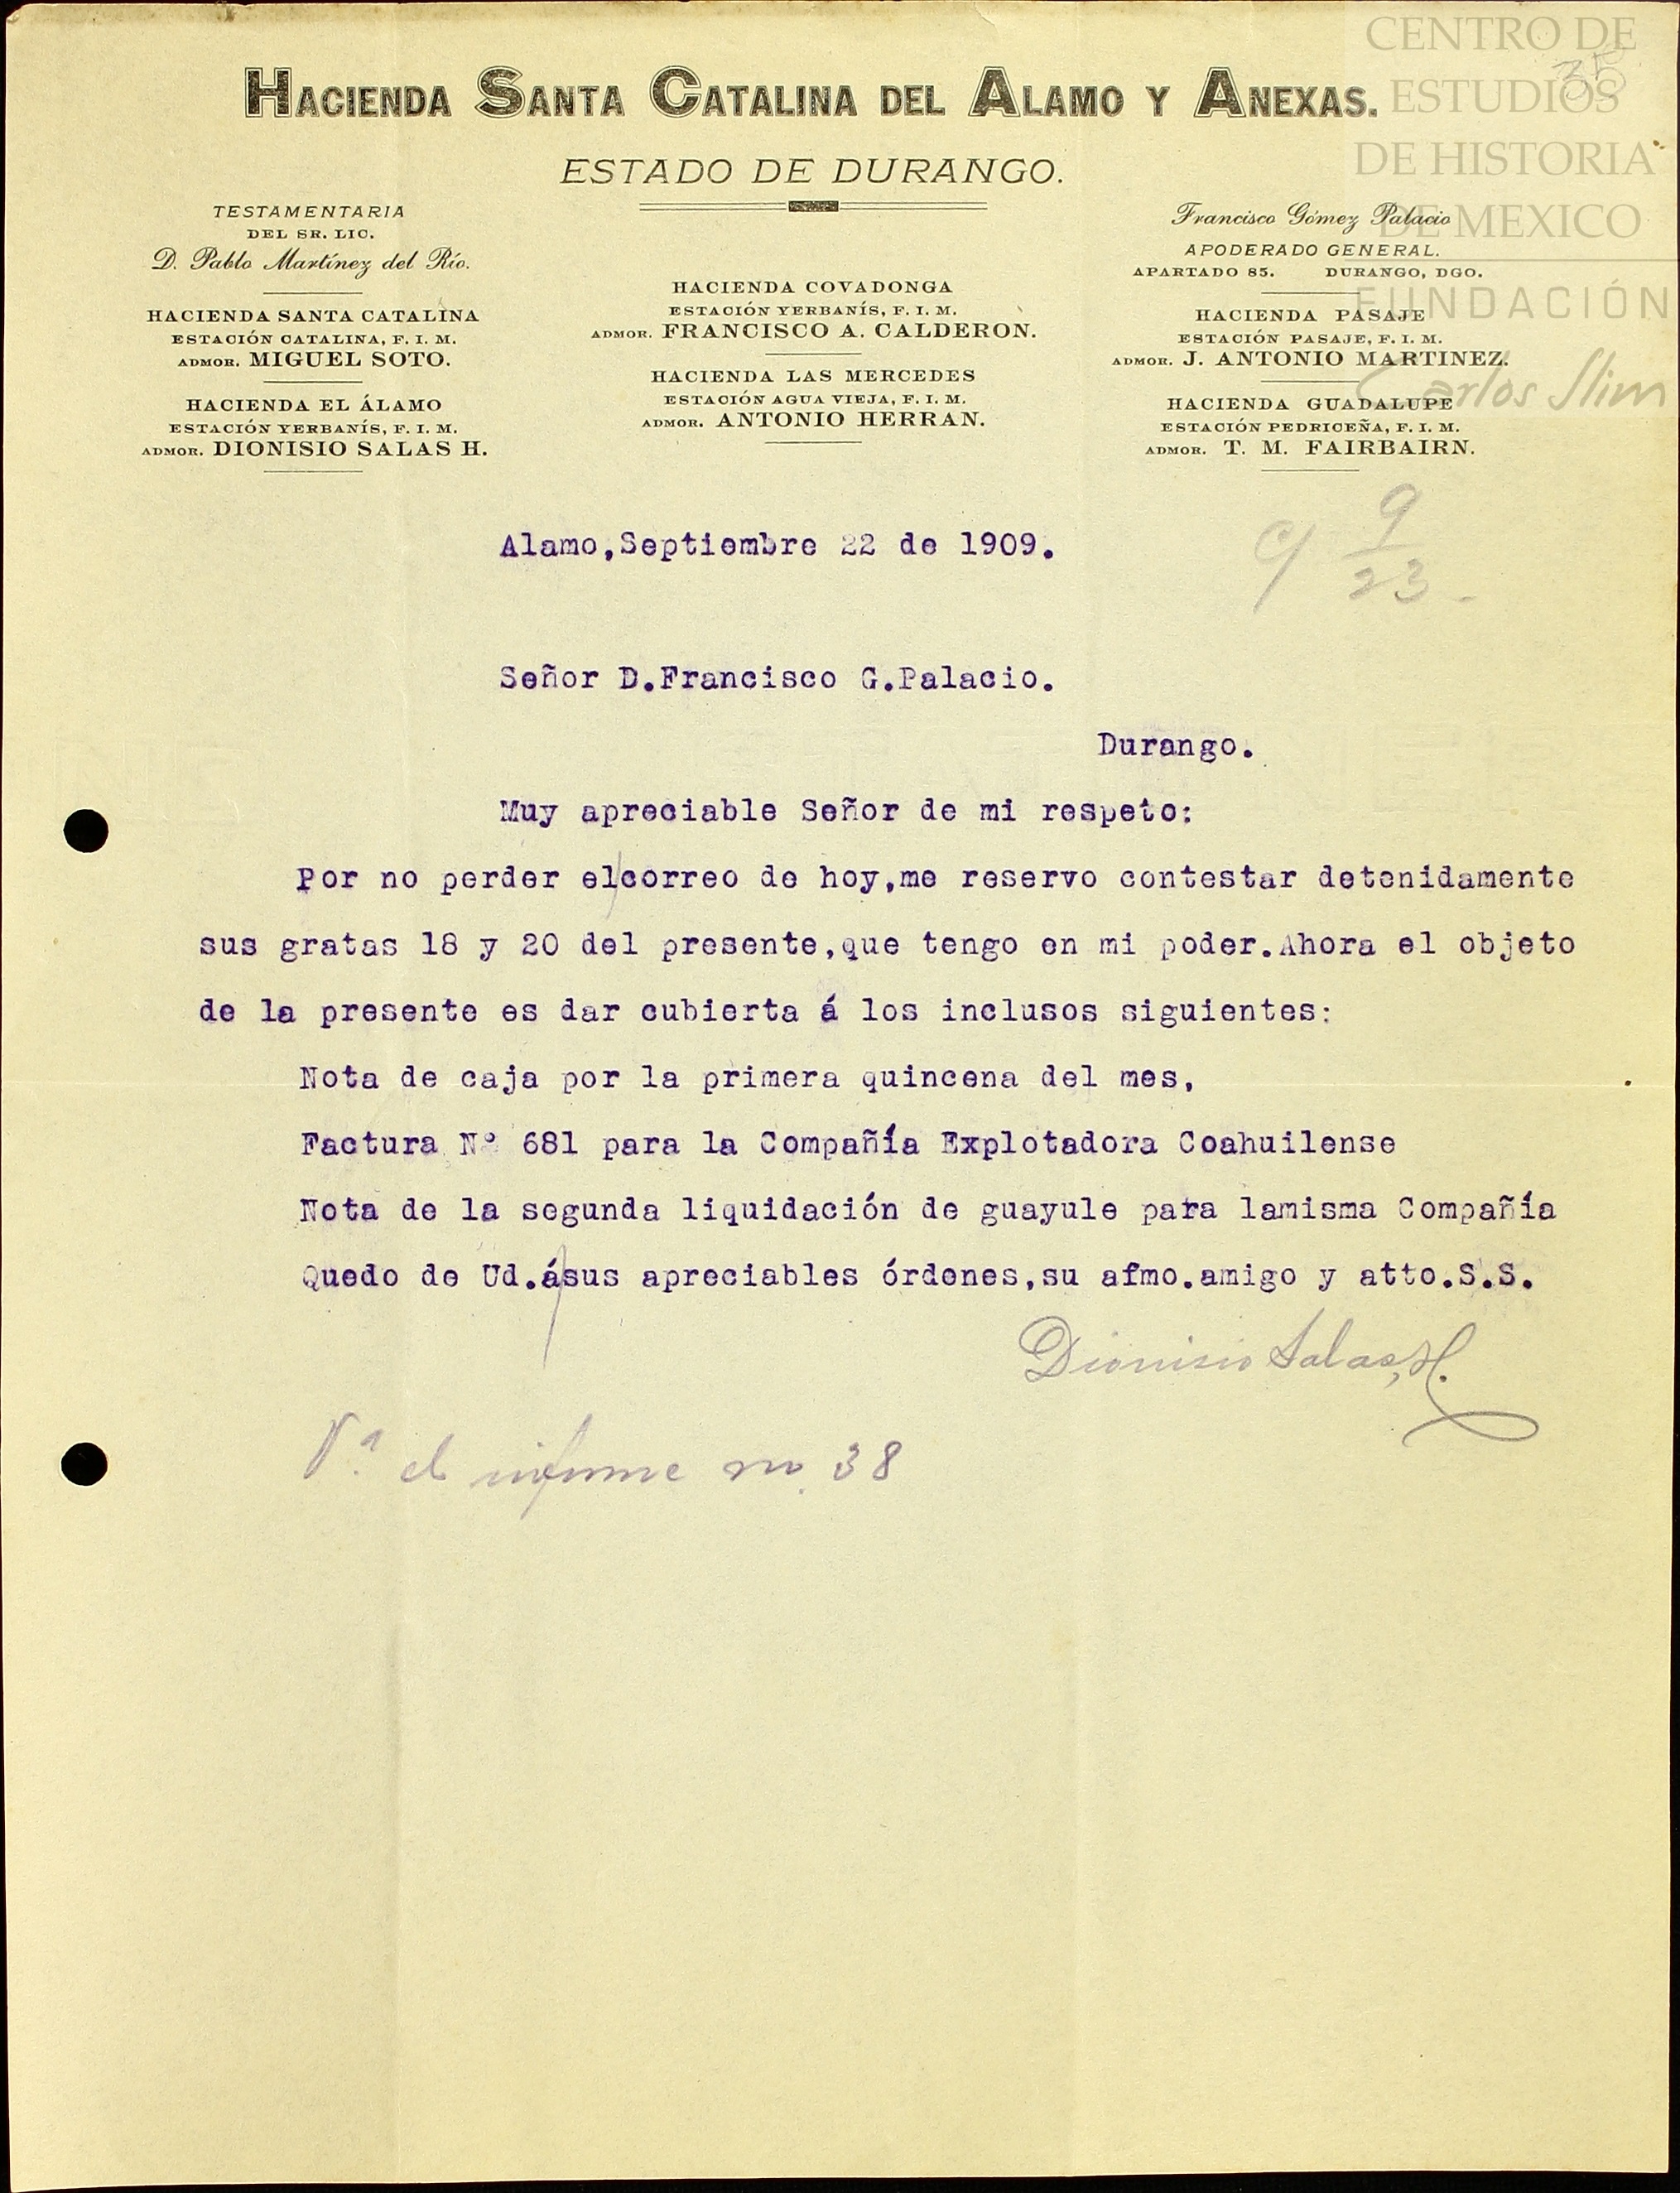 CENTRO DE
ESTUDIOS
DE HISTORIA
DE MEXICO
FUNDACIÓN
Carlos Slim
HACIENDA SANTA CATALINA DEL ALAMO Y ANEXAS.
ESTADO DE DURANGO.
TESTAMENTARIA
DEL SR. LIC.
D. Pablo Martínez del Río.
HACIENDA SANTA CATALINA
ESTACIÓN CATALINA, F. I. M.
ADMOR. MIGUEL SOTO.
HACIENDA EL ÁLAMO
ESTACIÓN YERBANÍS, F. I. M.
ADMOR. DIONISIO SALAS H.
HACIENDA COVADONGA
ESTACIÓN YERBANÍS, F. I. M.
ADMOR. FRANCISCO A. CALDERON.
HACIENDA LAS MERCEDES
ESTACIÓN AGUA VIEJA, F. I. M.
ADMOR. ANTONIO HERRAN.
Francisco Gómez Palacio
APODERADO GENERAL.
APARTADO 85. DURANGO, DGO.
HACIENDA PASAJE
ESTACIÓN PASAJE, F. I. M.
ADMOR. J. ANTONIO MARTINEZ.
HACIENDA GUADALUPE
ESTACIÓN PEDRICEÑA, F. I. M.
ADMOR. T. M. FAIRBAIRN.
Alamo,Septiembre 22 de 1909.
c/ 9
23-
Señor D.Francisco G.Palacio.
Durango.
Muy apreciable Señor de mi respeto:
Por no perder el/correo de hoy,me reservo contestar detenidamente
sus gratas 18 y 20 del presente,que tengo en mi poder.Ahora el objeto
de la presente es dar cubierta á los inclusos siguientes:
Nota de caja por la primera quincena del mes,
Factura Nº 681 para la Compañía Explotadora Coahuilense
Nota de la segunda liquidación de guayule para lamisma Compañía
Quedo de Ud.á/sus apreciables órdenes,su afmo.amigo y atto.S.S.
Dionisio Salas, H.
Vª. el informe no. 38